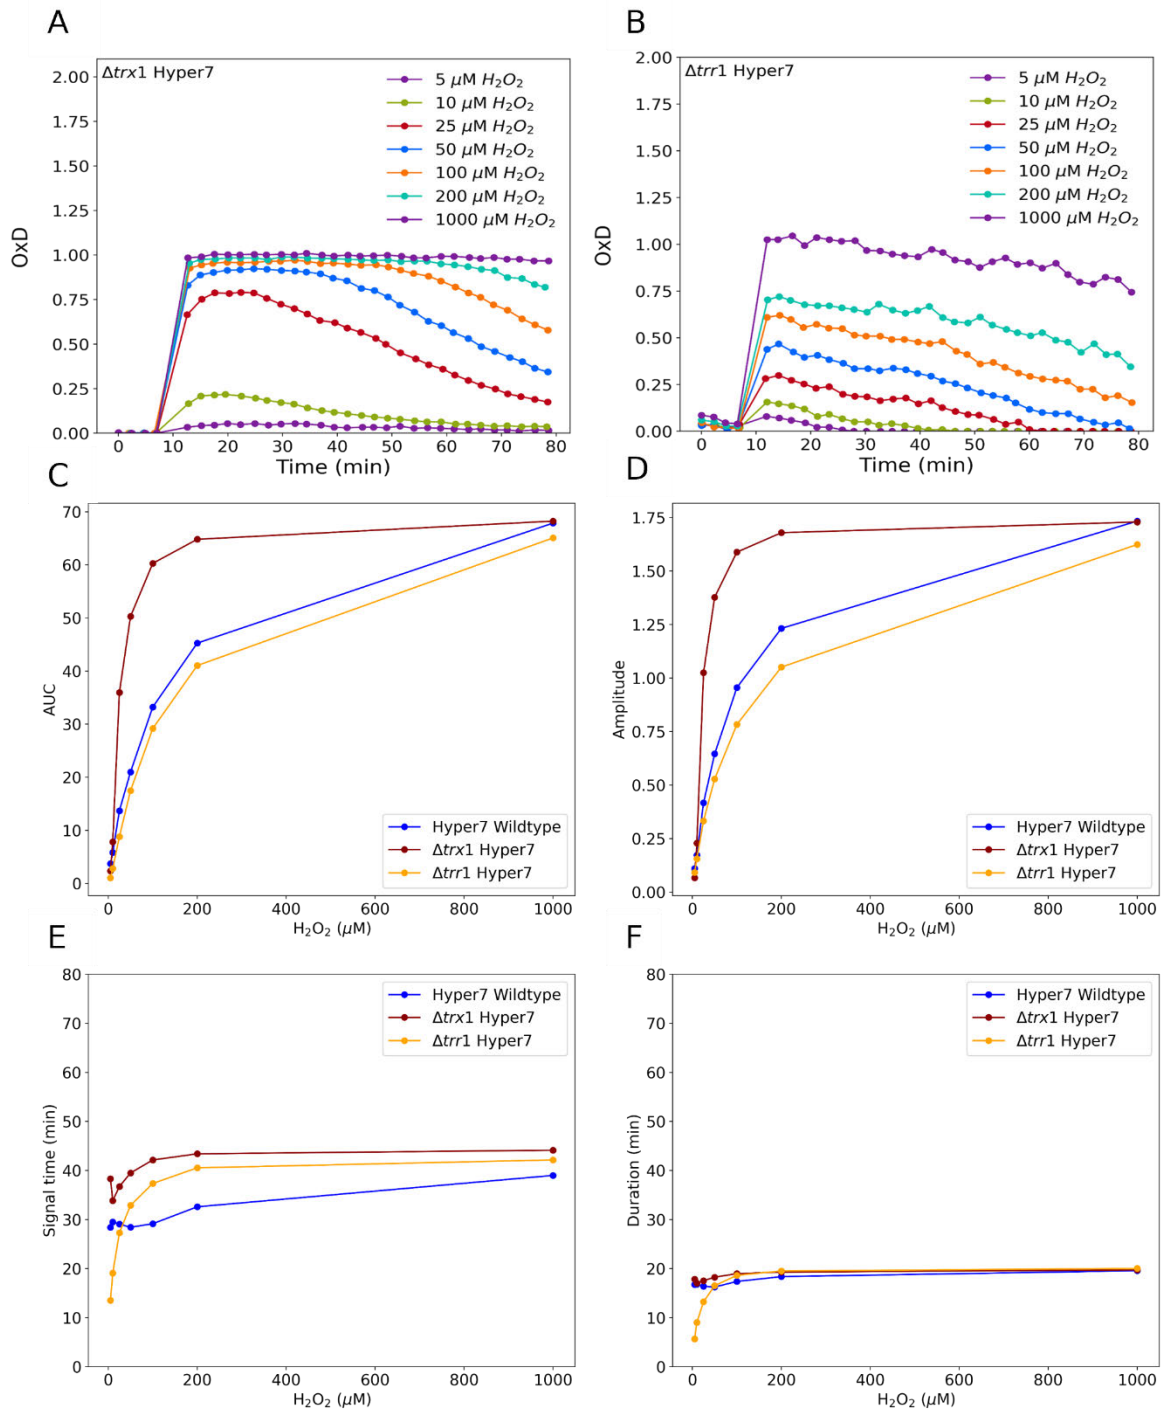 A
Δtrx1 Hyper7
5 μM H₂O₂
10 μM H₂O₂
25 μM H₂O₂
50 μM H₂O₂
100 μM H₂O₂
200 μM H₂O₂
1000 μM H₂O₂
2.00
1.75
1.50
1.25
1.00
0.75
0.50
0.25
0.00
OxD
0 10 20 30 40 50 60 70 80
Time (min)
B
Δtrr1 Hyper7
5 μM H₂O₂
10 μM H₂O₂
25 μM H₂O₂
50 μM H₂O₂
100 μM H₂O₂
200 μM H₂O₂
1000 μM H₂O₂
2.00
1.75
1.50
1.25
1.00
0.75
0.50
0.25
0.00
OxD
0 10 20 30 40 50 60 70 80
Time (min)
C
70
60
50
40
30
20
10
0
AUC
Hyper7 Wildtype
Δtrx1 Hyper7
Δtrr1 Hyper7
0 200 400 600 800 1000
H₂O₂ (μM)
D
1.75
1.50
1.25
1.00
0.75
0.50
0.25
0.00
Amplitude
Hyper7 Wildtype
Δtrx1 Hyper7
Δtrr1 Hyper7
0 200 400 600 800 1000
H₂O₂ (μM)
E
80
70
60
50
40
30
20
10
0
Signal time (min)
Hyper7 Wildtype
Δtrx1 Hyper7
Δtrr1 Hyper7
0 200 400 600 800 1000
H₂O₂ (μM)
F
80
70
60
50
40
30
20
10
0
Duration (min)
Hyper7 Wildtype
Δtrx1 Hyper7
Δtrr1 Hyper7
0 200 400 600 800 1000
H₂O₂ (μM)